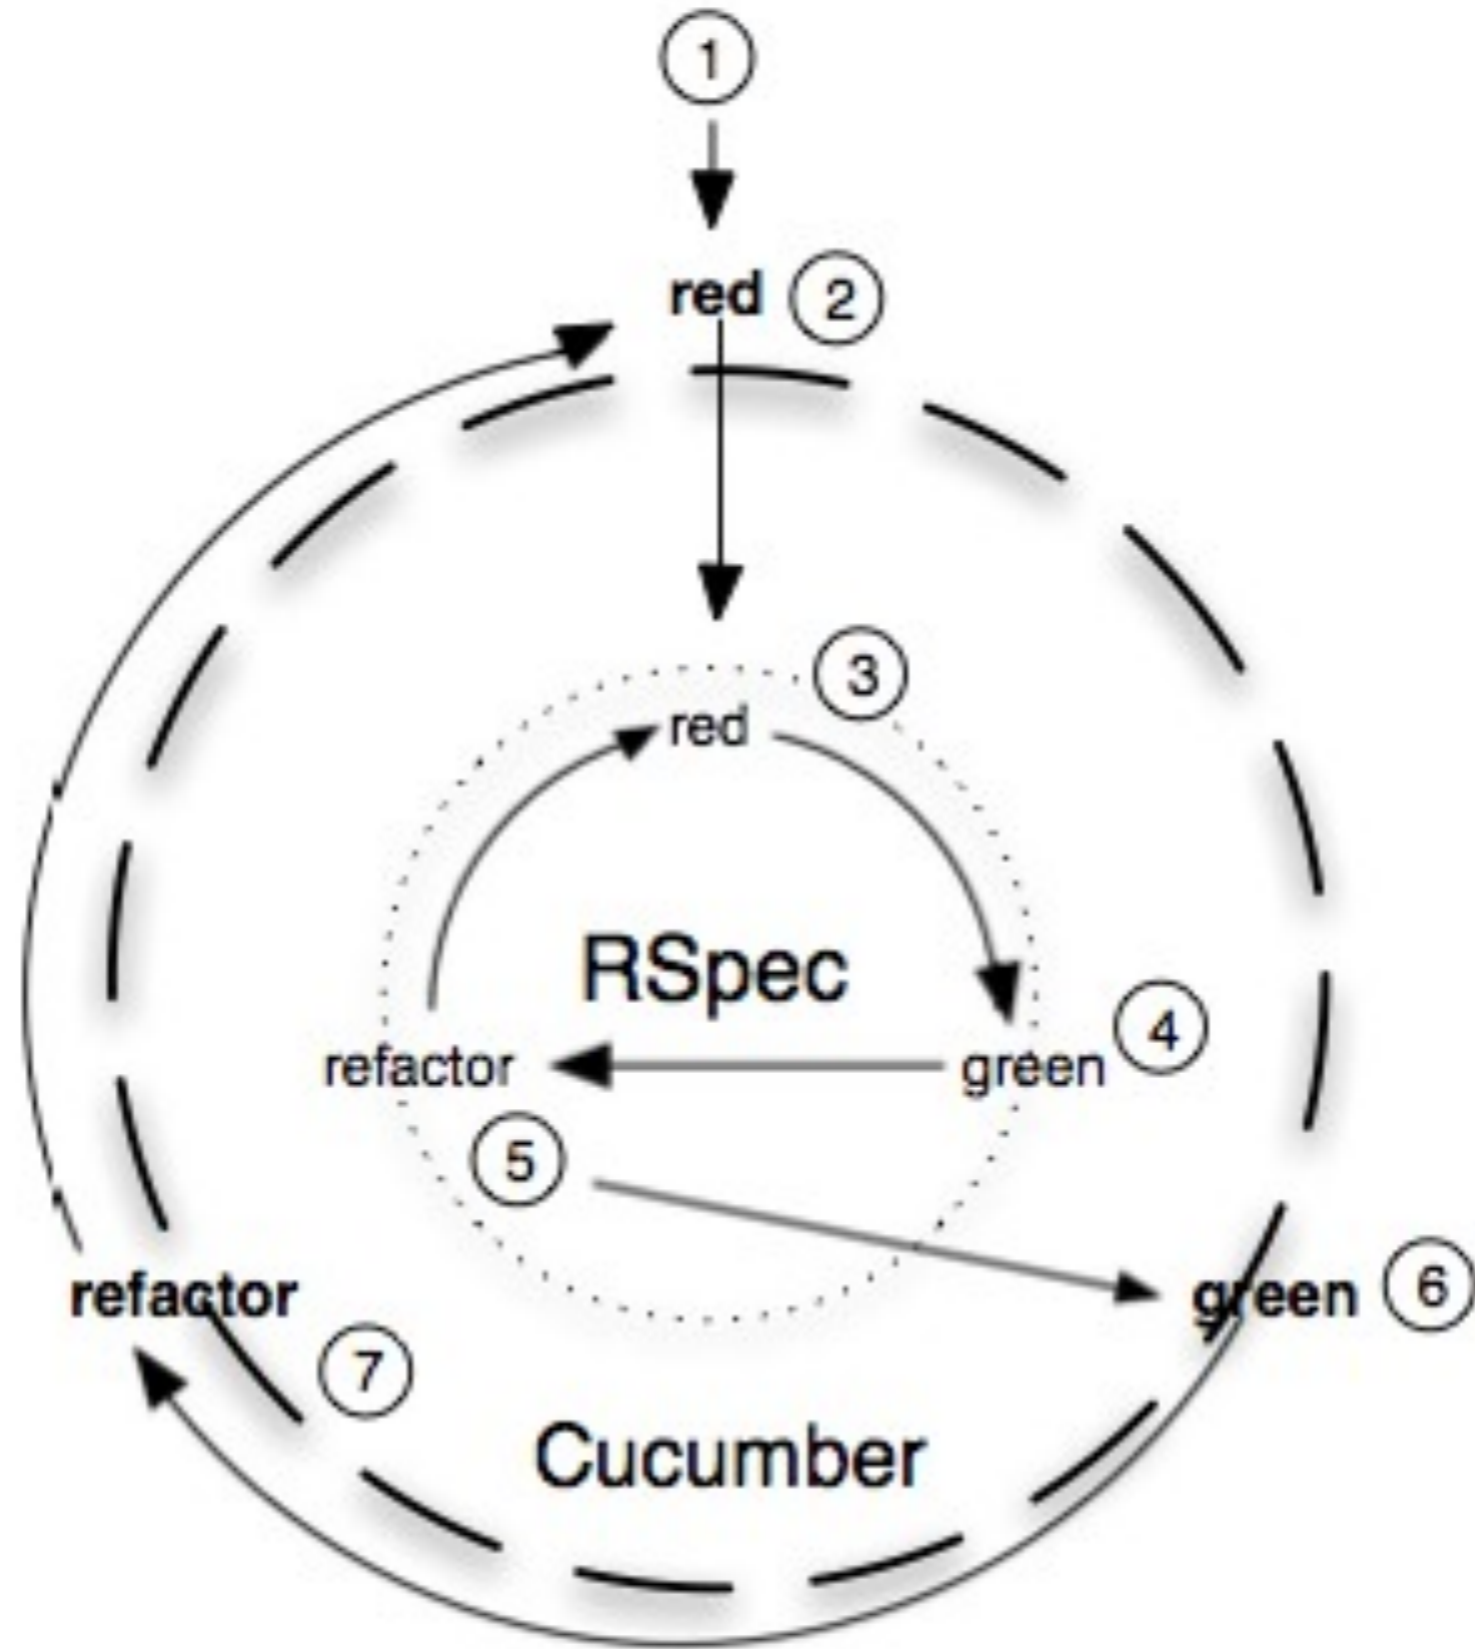 1
red 2
3
red
RSpec
4
refactor green
5
green 6
refactor
7
Cucumber